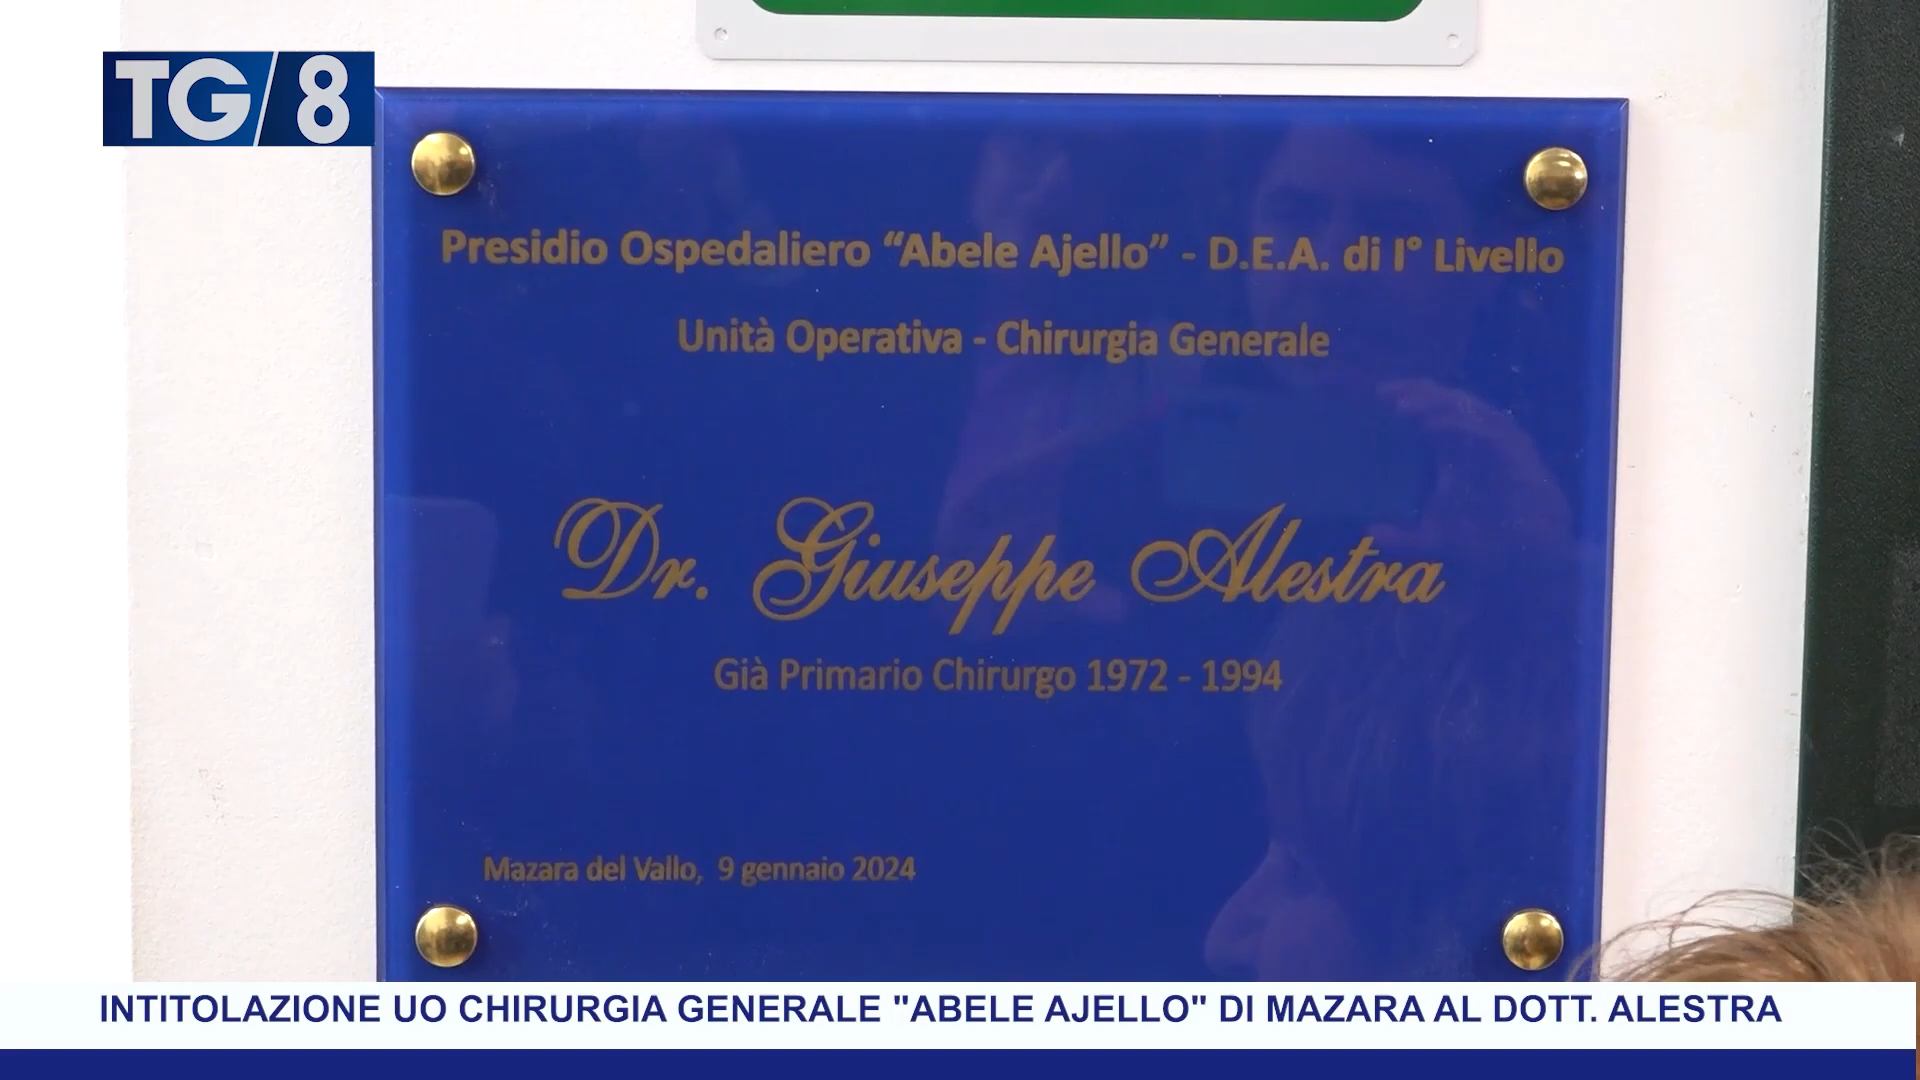 TG/8
Presidio Ospedaliero “Abele Ajello” - D.E.A. di I° Livello
Unità Operativa - Chirurgia Generale
Dr. Giuseppe Alestra
Già Primario Chirurgo 1972 - 1994
Mazara del Vallo, 9 gennaio 2024
INTITOLAZIONE UO CHIRURGIA GENERALE "ABELE AJELLO" DI MAZARA AL DOTT. ALESTRA